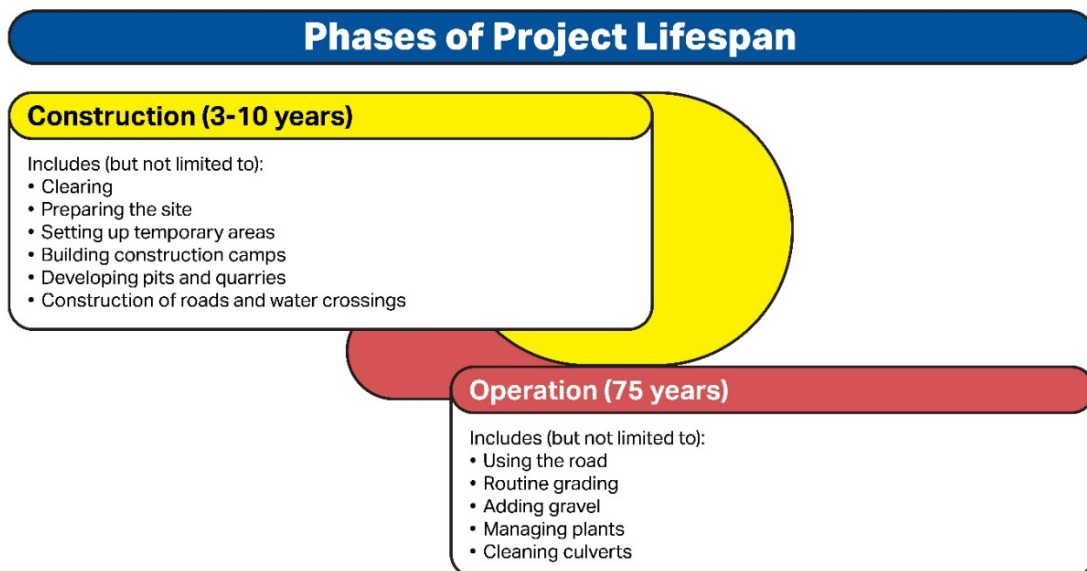 Phases of Project Lifespan
Construction (3-10 years)
Includes (but not limited to):
• Clearing
• Preparing the site
• Setting up temporary areas
• Building construction camps
• Developing pits and quarries
• Construction of roads and water crossings
Operation (75 years)
Includes (but not limited to):
• Using the road
• Routine grading
• Adding gravel
• Managing plants
• Cleaning culverts